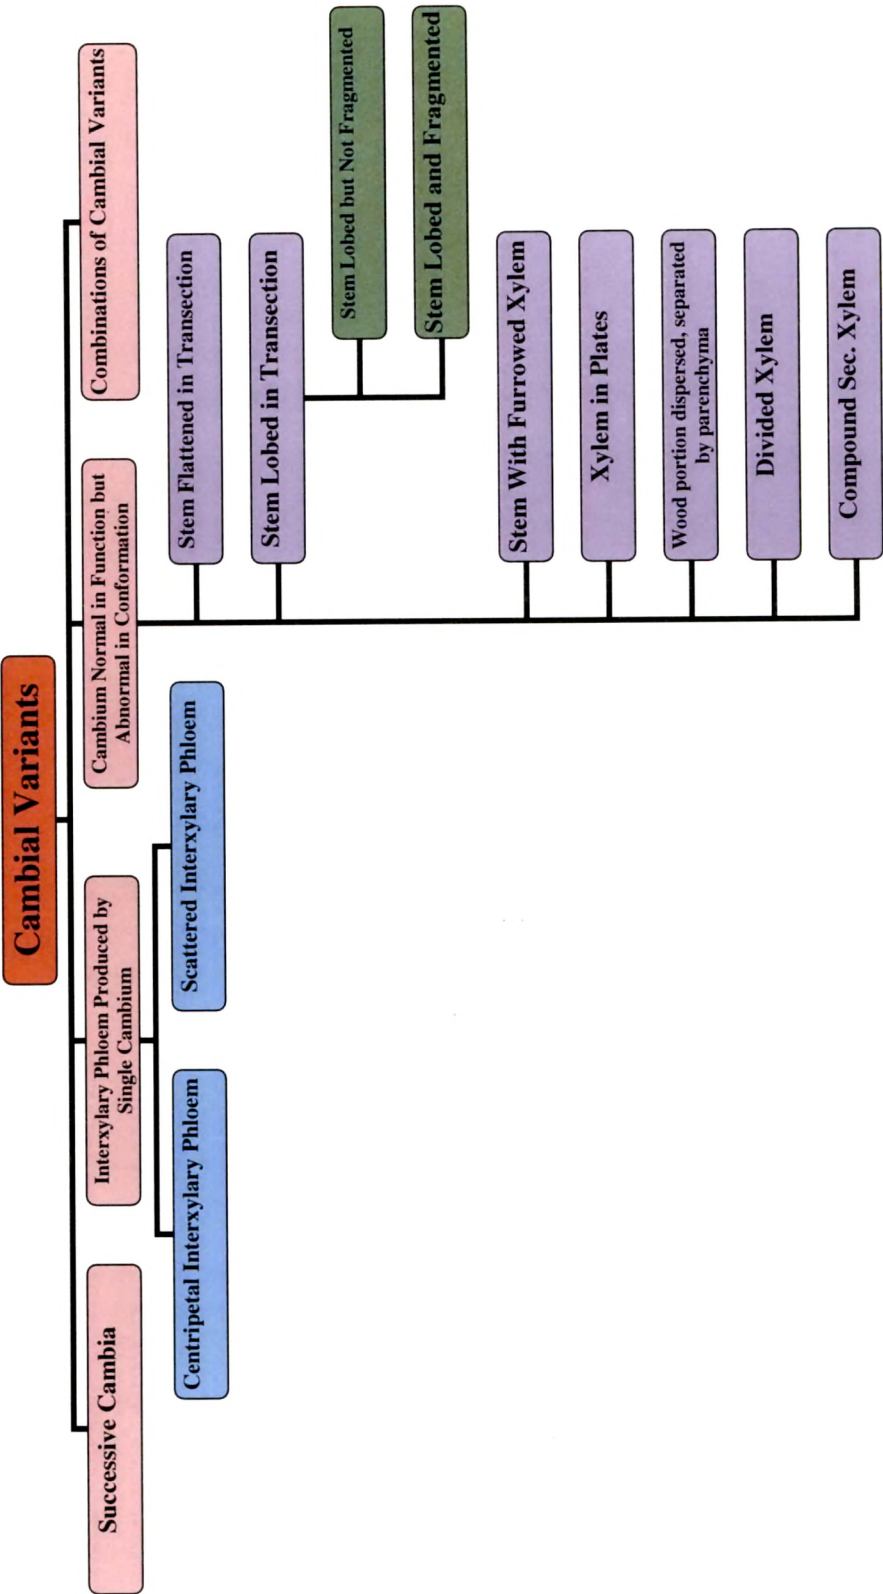 Cambial Variants
Successive Cambia
Interxylary Phloem Produced by
Single Cambium
Cambium Normal in Function but
Abnormal in Conformation
Combinations of Cambial Variants
Centripetal Interxylary Phloem
Scattered Interxylary Phloem
Stem Flattened in Transection
Stem Lobed in Transection
Stem Lobed but Not Fragmented
Stem Lobed and Fragmented
Stem With Furrowed Xylem
Xylem in Plates
Wood portion dispersed, separated
by parenchyma
Divided Xylem
Compound Sec. Xylem